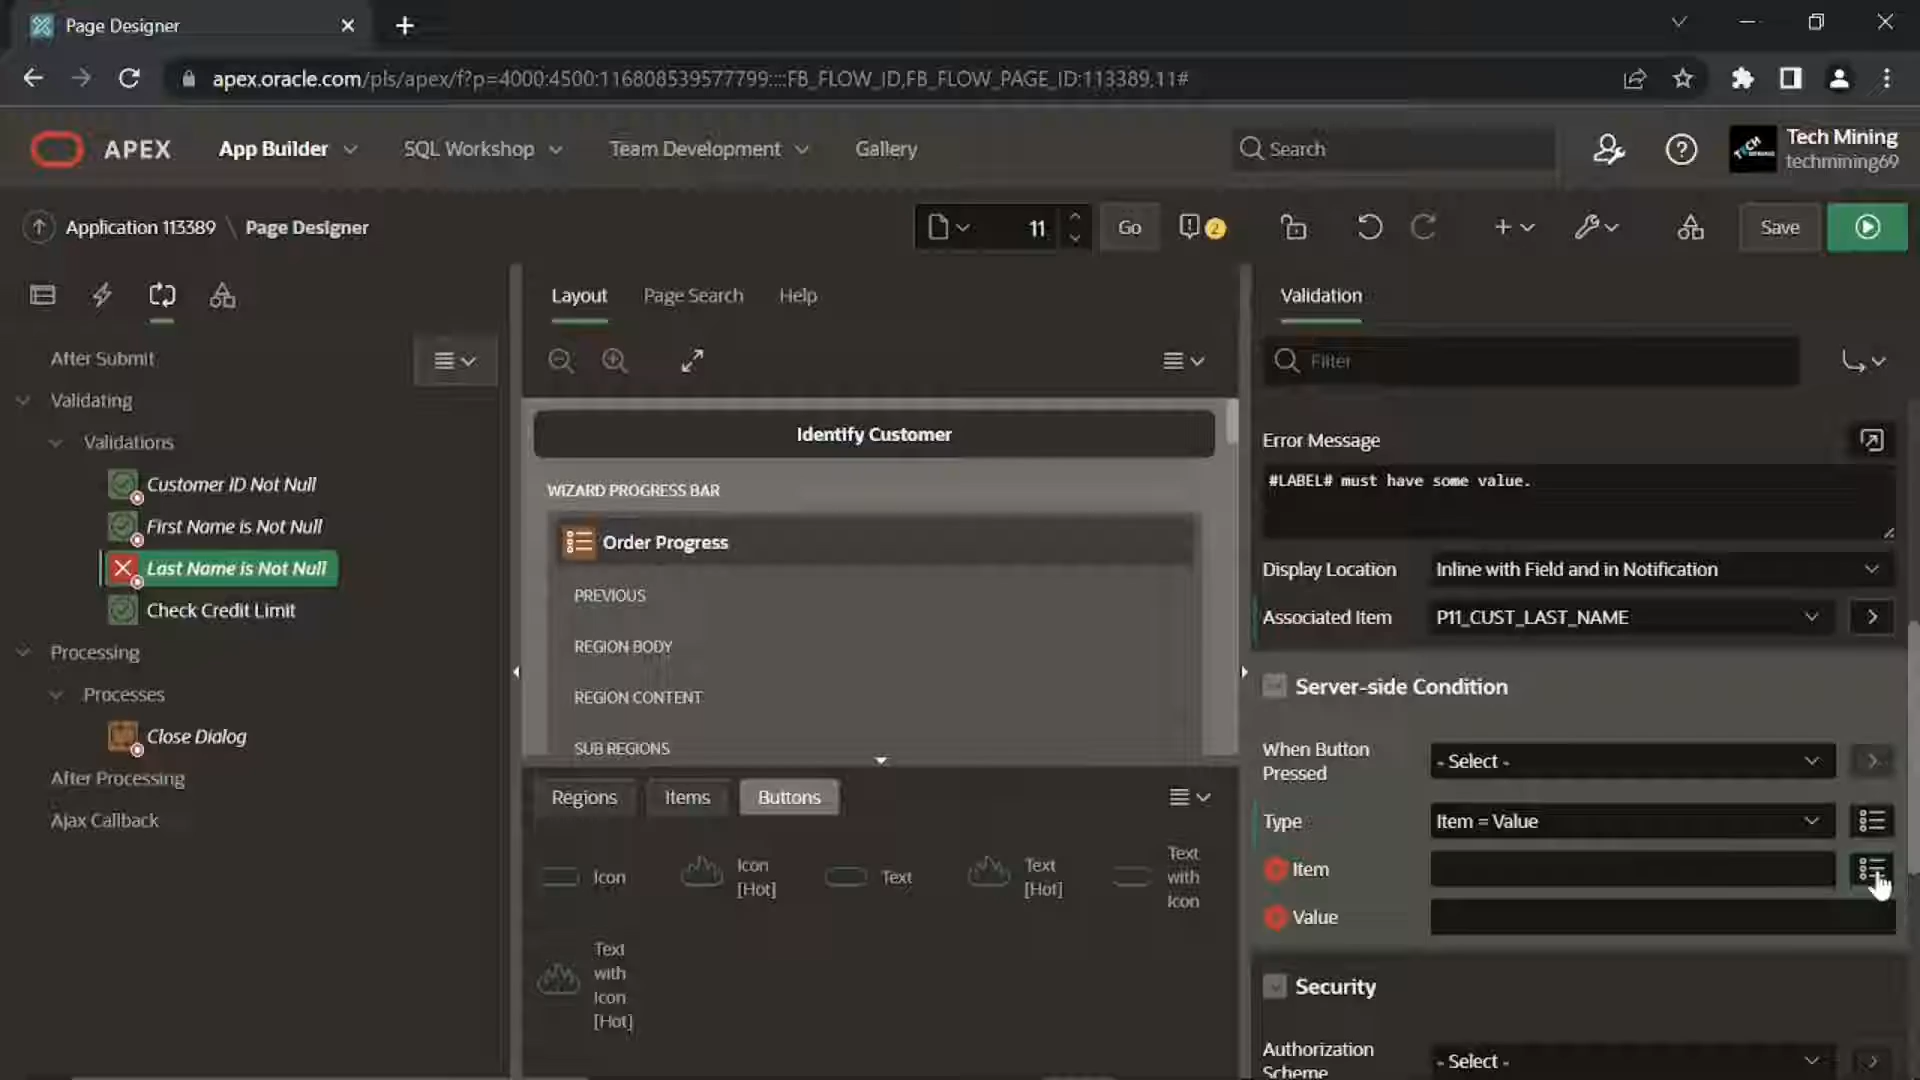 Page Designer
apex.oracle.com/pls/apex/f?p=4000:4500:116808539577799::::FB_FLOW_ID,FB_FLOW_PAGE_ID:113389,11#
APEX
App Builder
SQL Workshop
Team Development
Gallery
Search
Tech Mining
techmining69
Application 113389 \ Page Designer
11
Go
2
Save
After Submit
Validating
Validations
Customer ID Not Null
First Name is Not Null
Last Name is Not Null
Check Credit Limit
Processing
Processes
Close Dialog
After Processing
Ajax Callback
Layout
Page Search
Help
Identify Customer
WIZARD PROGRESS BAR
Order Progress
PREVIOUS
REGION BODY
REGION CONTENT
SUB REGIONS
Regions
Items
Buttons
Icon
Icon
[Hot]
Text
Text
[Hot]
Text
with
Icon
Text
with
Icon
[Hot]
Validation
Filter
Error Message
#LABEL# must have some value.
Display Location
Inline with Field and in Notification
Associated Item
P11_CUST_LAST_NAME
Server-side Condition
When Button
Pressed
- Select -
Type
Item = Value
Item
Value
Security
Authorization
Scheme
- Select -